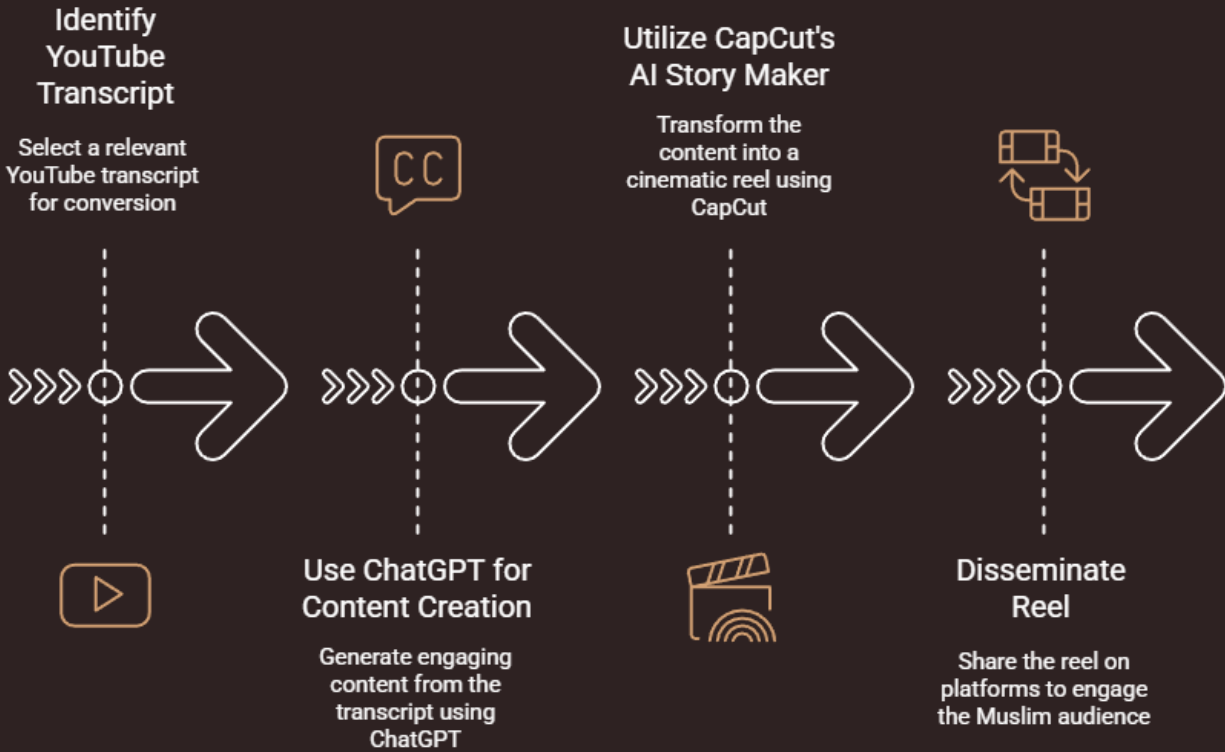 Identify
YouTube
Transcript
Select a relevant
YouTube transcript
for conversion
CC
Use ChatGPT for
Content Creation
Generate engaging
content from the
transcript using
ChatGPT
Utilize CapCut's
AI Story Maker
Transform the
content into a
cinematic reel using
CapCut
Disseminate
Reel
Share the reel on
platforms to engage
the Muslim audience